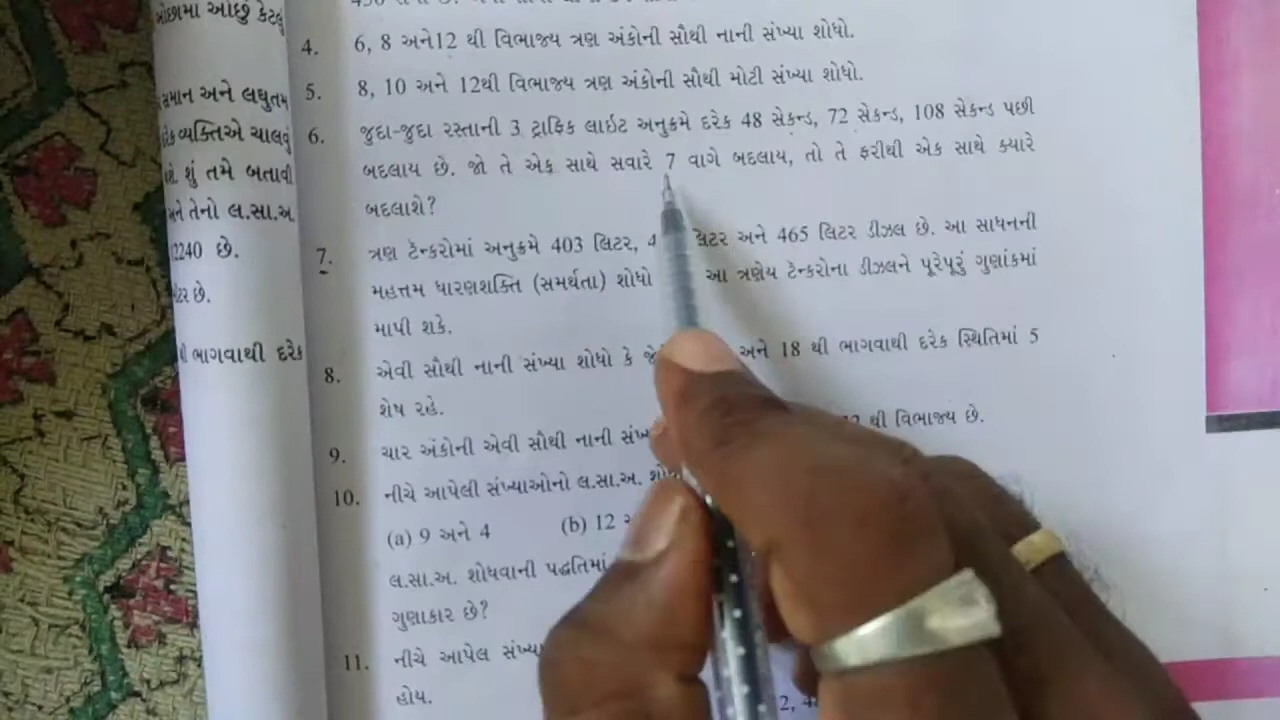 ઓછામા ઓછું કેટલું
સમાન અને લઘુતમ
વ્યક્તિએ ચાલવું
શું તમે બતાવી
અને તેનો લ.સા.અ.
12240 છે.
છે.
ભાગવાથી દરેક
4. 6, 8 અને12 થી વિભાજ્ય ત્રણ અંકોની સૌથી નાની સંખ્યા શોધો.
5. 8, 10 અને 12થી વિભાજ્ય ત્રણ અંકોની સૌથી મોટી સંખ્યા શોધો.
6. જુદા-જુદા રસ્તાની 3 ટ્રાફિક લાઇટ અનુક્રમે દરેક 48 સેકન્ડ, 72 સેકન્ડ, 108 સેકન્ડ પછી
બદલાય છે. જો તે એક સાથે સવારે 7 વાગે બદલાય, તો તે ફરીથી એક સાથે ક્યારે
બદલાશે?
7. ત્રણ ટેન્કરોમાં અનુક્રમે 403 લિટર, લિટર અને 465 લિટર ડીઝલ છે. આ સાધનની
મહત્તમ ધારણશક્તિ (સમર્થતા) શોધો આ ત્રણેય ટેન્કરોના ડીઝલને પૂરેપૂરું ગુણાંકમાં
માપી શકે.
8. એવી સૌથી નાની સંખ્યા શોધો કે અને 18 થી ભાગવાથી દરેક સ્થિતિમાં 5
શેષ રહે.
9. ચાર અંકોની એવી સૌથી નાની થી વિભાજ્ય છે.
10. નીચે આપેલી સંખ્યાઓનો લ.સા.અ.
(a) 9 અને 4 (b) 12
લ.સા.અ. શોધવાની પદ્ધતિમાં
ગુણાકાર છે?
11. નીચે આપેલ
હોય.